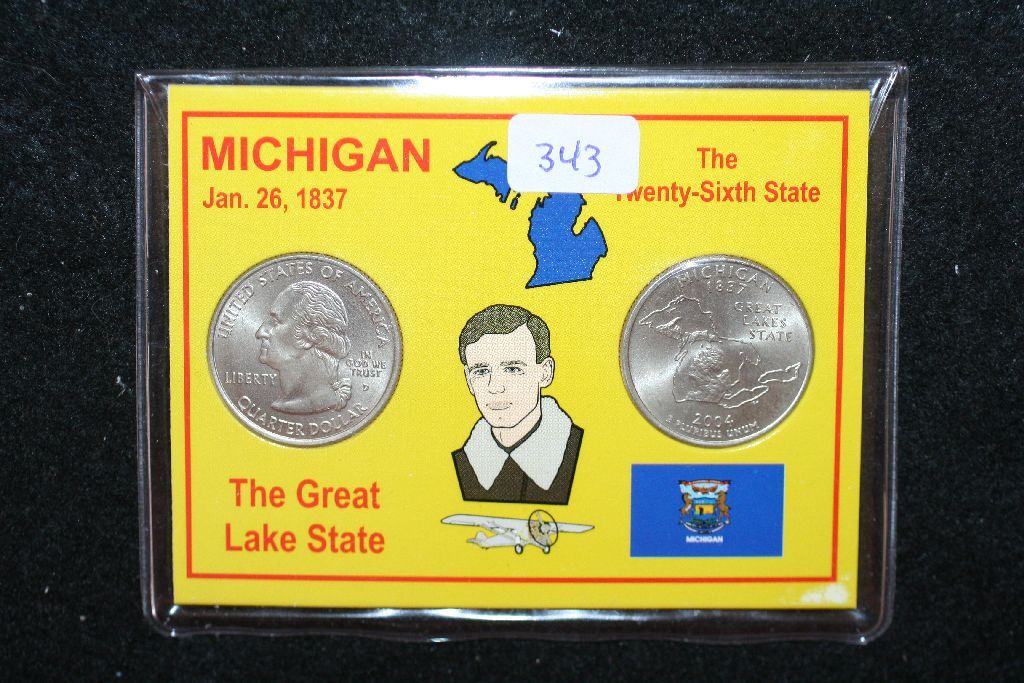 MICHIGAN
Jan. 26, 1837
343
The
Twenty-Sixth State
UNITED STATES OF AMERICA
LIBERTY
IN
GOD WE
TRUST
D
QUARTER DOLLAR
MICHIGAN
1837
GREAT
LAKES
STATE
2004
E PLURIBUS UNUM
The Great
Lake State
MICHIGAN